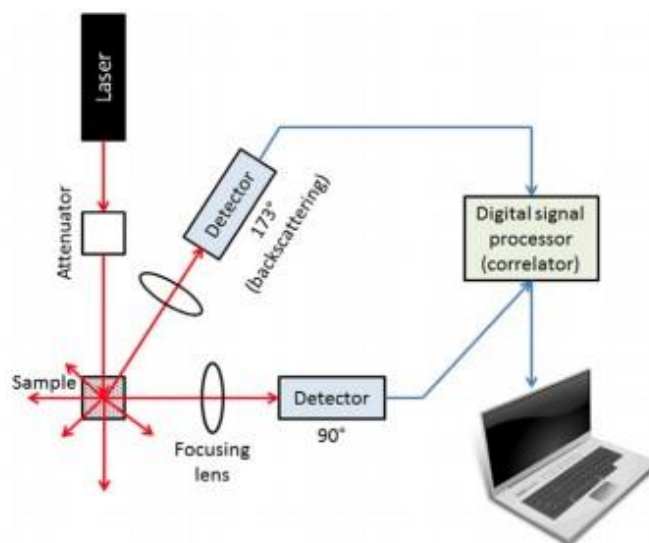 Laser
Attenuator
Sample
Detector
173°
(backscattering)
Digital signal
processor
(correlator)
Detector
90°
Focusing
lens